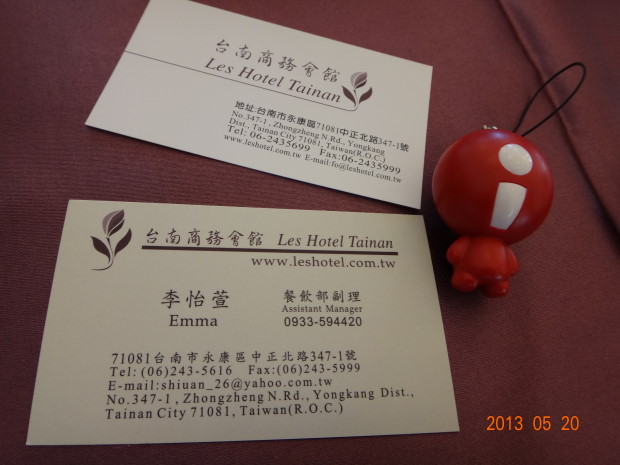 台南商務會館
Les Hotel Tainan
地址:台南市永康區71081中正北路347-1號
No.347-1 , Zhongzheng N.Rd., Yongkang
Dist., Tainan City 71081, Taiwan(R.O.C.)
Tel: 06-2435699 Fax:06-2435999
www.leshotel.com.tw E-mail:fo@leshotel.com.tw
台南商務會館 Les Hotel Tainan
www.leshotel.com.tw
李怡萱 餐飲部副理
Emma Assistant Manager
0933-594420
71081台南市永康區中正北路347-1號
Tel: (06)243-5616 Fax:(06)243-5999
E-mail:shiuan_26@yahoo.com.tw
No.347-1 , Zhongzheng N.Rd., Yongkang Dist.,
Tainan City 71081, Taiwan(R.O.C.)
i
2013 05 20